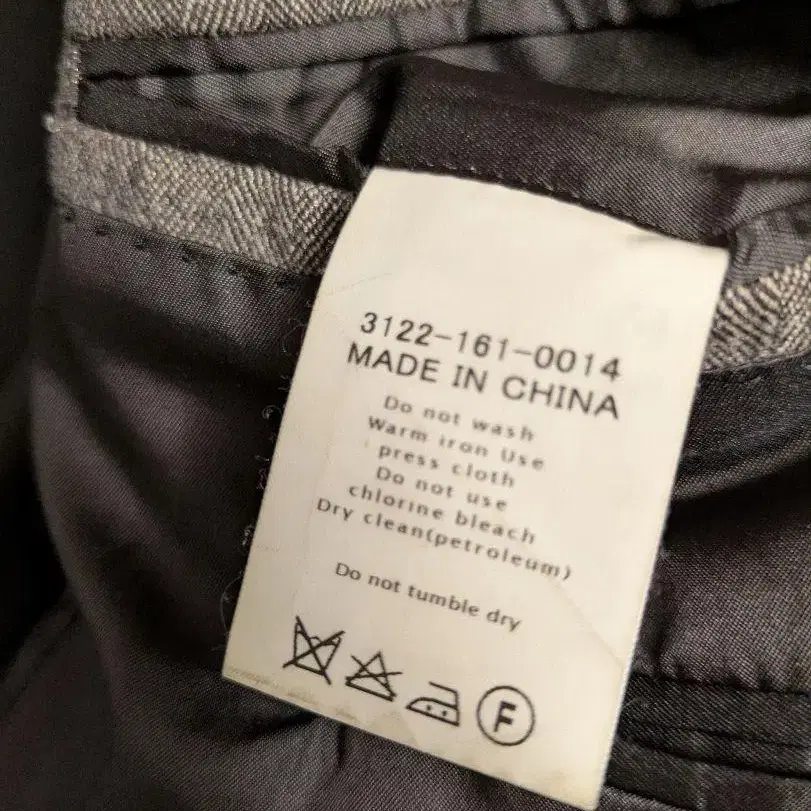 3122-161-0014
MADE IN CHINA
Do not wash
Warm iron Use
press cloth
Do not use
chlorine bleach
Dry clean(petroleum)
Do not tumble dry
F